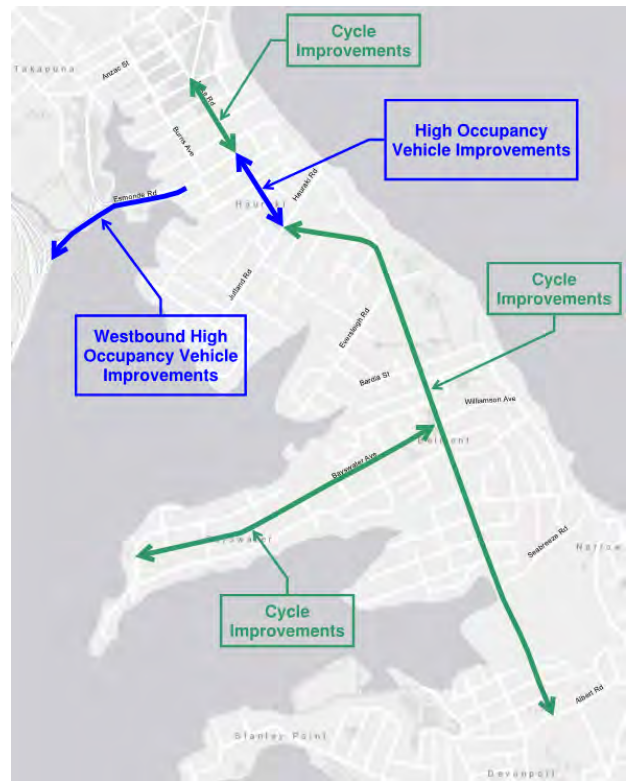 Cycle
Improvements
Takapuna
Anzac St
Burns Ave
High Occupancy
Vehicle Improvements
Esmonde Rd
Hauraki Rd
Hauraki
Jutland Rd
Cycle
Improvements
Westbound High
Occupancy Vehicle
Improvements
Eversleigh Rd
Bardia St
Williamson Ave
Belmont
Bayswater Ave
Seabreeze Rd
Narrow
Cycle
Improvements
Albert Rd
Stanley Point
Devonport